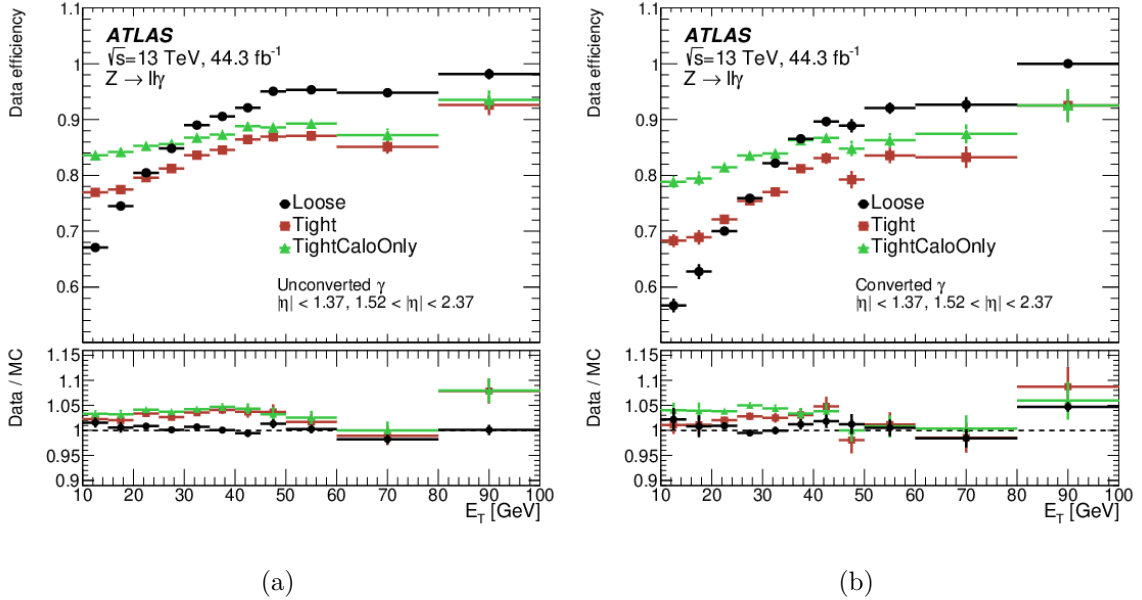 Data efficiency
1.1
1
0.9
0.8
0.7
0.6
ATLAS
√s=13 TeV, 44.3 fb⁻¹
Z → llγ
Loose
Tight
TightCaloOnly
Unconverted γ
|η| < 1.37, 1.52 < |η| < 2.37
Data / MC
1.15
1.1
1.05
1
0.95
0.9
10 20 30 40 50 60 70 80 90 100
E_T [GeV]
(a)
Data efficiency
1.1
1
0.9
0.8
0.7
0.6
ATLAS
√s=13 TeV, 44.3 fb⁻¹
Z → llγ
Loose
Tight
TightCaloOnly
Converted γ
|η| < 1.37, 1.52 < |η| < 2.37
Data / MC
1.15
1.1
1.05
1
0.95
0.9
10 20 30 40 50 60 70 80 90 100
E_T [GeV]
(b)